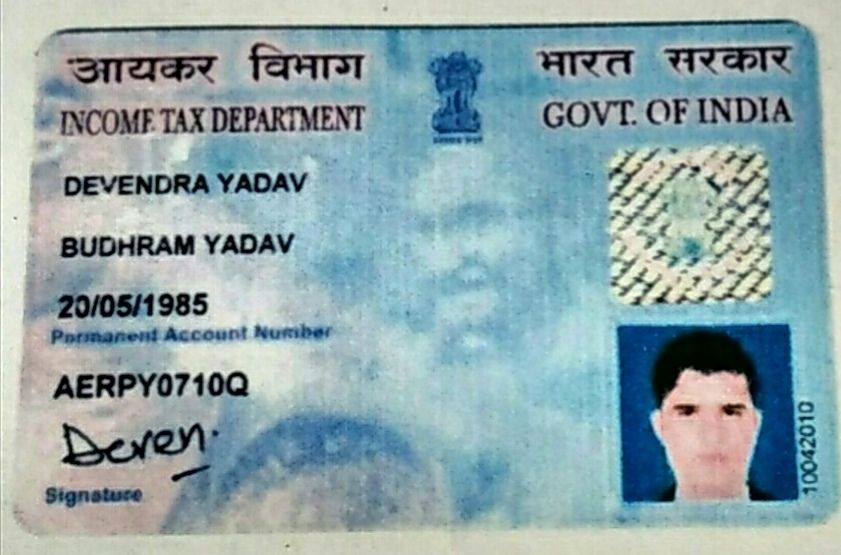 आयकर विभाग
INCOME TAX DEPARTMENT
भारत सरकार
GOVT. OF INDIA
DEVENDRA YADAV
BUDHRAM YADAV
20/05/1985
Permanent Account Number
AERPY0710Q
Deven
Signature
10042010